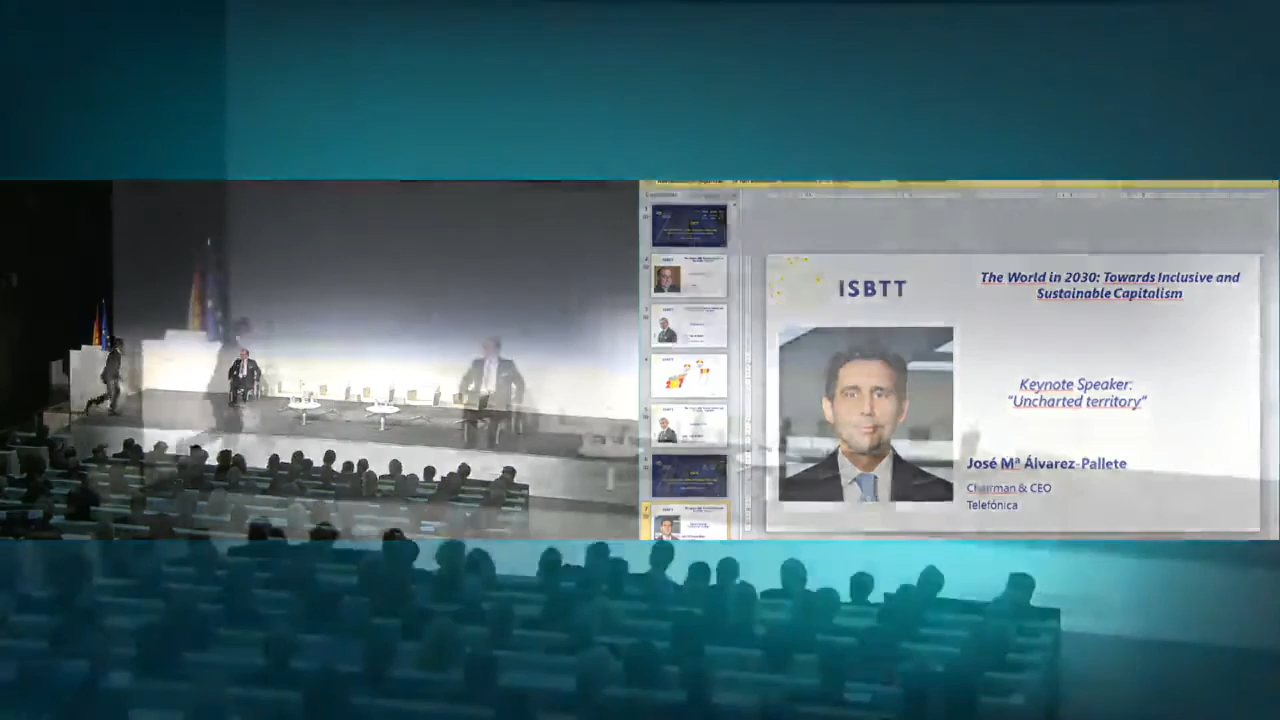 ISBTT
The World in 2030: Towards Inclusive and
Sustainable Capitalism
Keynote Speaker:
"Uncharted territory"
José Mª Álvarez-Pallete
Chairman & CEO
Telefónica